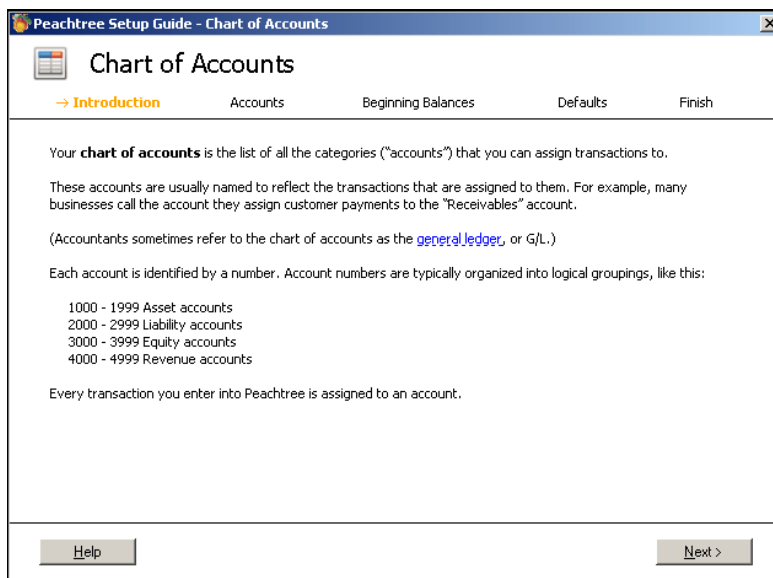 Peachtree Setup Guide - Chart of Accounts
Chart of Accounts
→ Introduction Accounts Beginning Balances Defaults Finish
Your chart of accounts is the list of all the categories ("accounts") that you can assign transactions to.
These accounts are usually named to reflect the transactions that are assigned to them. For example, many
businesses call the account they assign customer payments to the "Receivables" account.
(Accountants sometimes refer to the chart of accounts as the general ledger, or G/L.)
Each account is identified by a number. Account numbers are typically organized into logical groupings, like this:
1000 - 1999 Asset accounts
2000 - 2999 Liability accounts
3000 - 3999 Equity accounts
4000 - 4999 Revenue accounts
Every transaction you enter into Peachtree is assigned to an account.
Help Next >